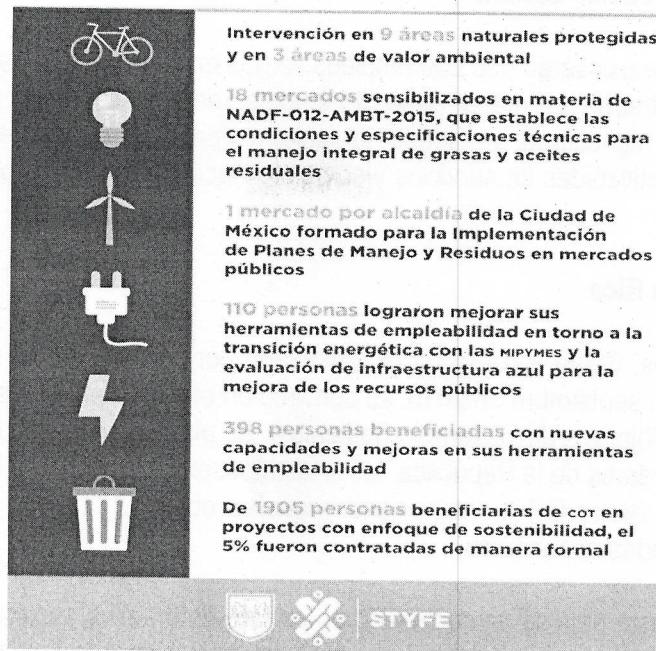 Intervención en 9 áreas naturales protegidas
y en 3 áreas de valor ambiental
18 mercados sensibilizados en materia de
NADF-012-AMBT-2015, que establece las
condiciones y especificaciones técnicas para
el manejo integral de grasas y aceites
residuales
1 mercado por alcaldía de la Ciudad de
México formado para la Implementación
de Planes de Manejo y Residuos en mercados
públicos
110 personas lograron mejorar sus
herramientas de empleabilidad en torno a la
transición energética con las MIPYMES y la
evaluación de infraestructura azul para la
mejora de los recursos públicos
398 personas beneficiadas con nuevas
capacidades y mejoras en sus herramientas
de empleabilidad
De 1905 personas beneficiarias de COT en
proyectos con enfoque de sostenibilidad, el
5% fueron contratadas de manera formal
STYFE